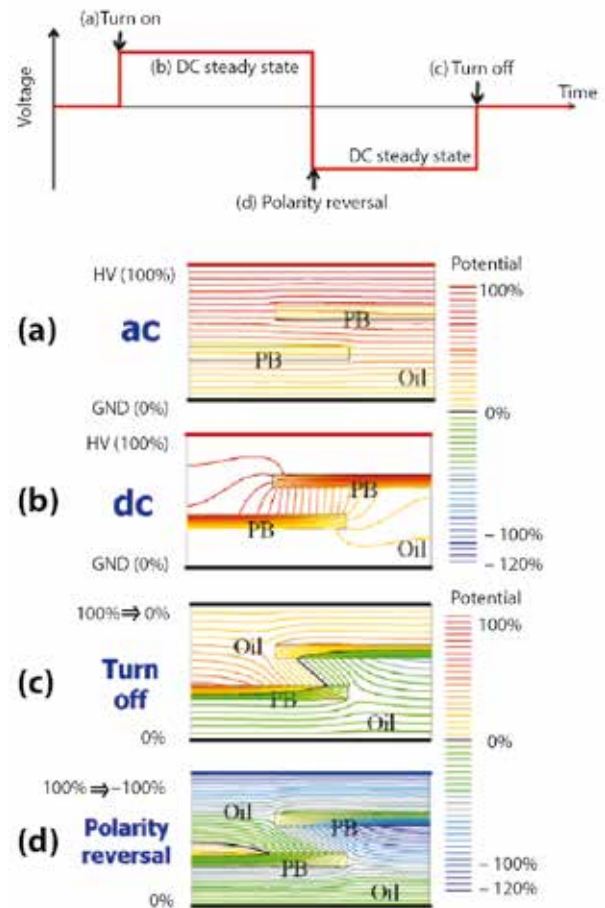 (a)Turn on
(b) DC steady state
(c) Turn off
Voltage
Time
DC steady state
(d) Polarity reversal
Potential
HV (100%)
100%
(a) ac
PB
PB
Oil
GND (0%)
0%
HV (100%)
(b) dc
PB
PB
Oil
– 100%
– 120%
GND (0%)
Potential
100%⇒0%
100%
Oil
(c) Turn off
PB
Oil
0%
0%
100%⇒–100%
Oil
(d) Polarity reversal
PB
PB
– 100%
– 120%
Oil
0%